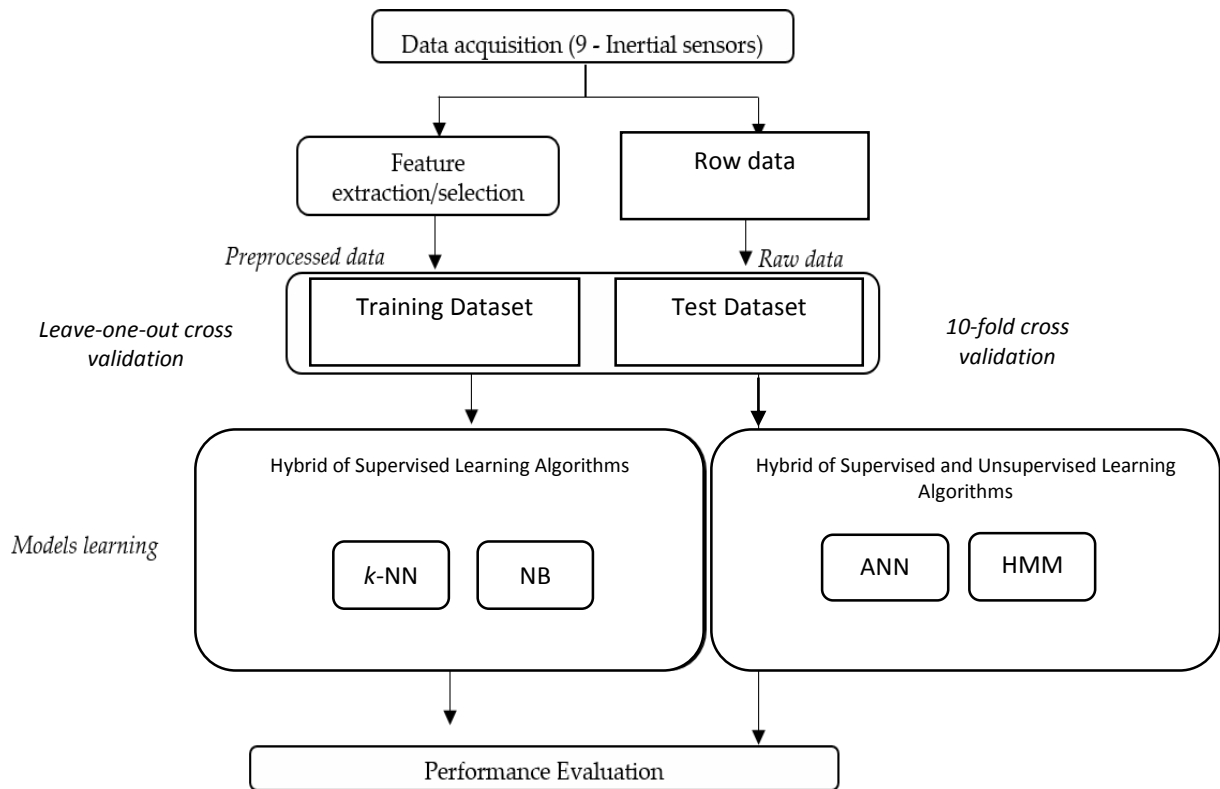 Data acquisition (9 - Inertial sensors)
Feature
extraction/selection
Row data
Preprocessed data
Raw data
Training Dataset
Test Dataset
Leave-one-out cross
validation
10-fold cross
validation
Hybrid of Supervised Learning Algorithms
Hybrid of Supervised and Unsupervised Learning
Algorithms
Models learning
k-NN
NB
ANN
HMM
Performance Evaluation